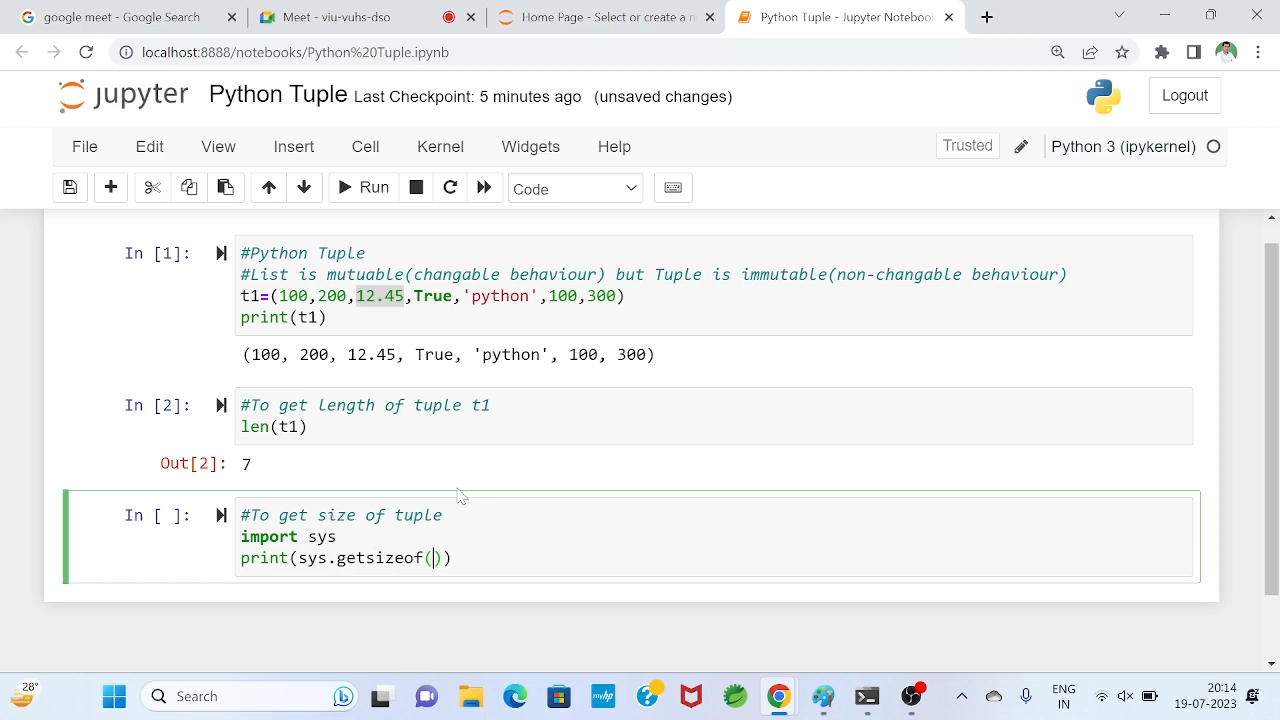 Google meet - Google Search
Meet - viu-vuhs-dso
Home Page - Select or create a n
Python Tuple - Jupyter Notebook
localhost:8888/notebooks/Python%20Tuple.ipynb
jupyter Python Tuple Last Checkpoint: 5 minutes ago (unsaved changes)
Logout
File Edit View Insert Cell Kernel Widgets Help
Trusted
Python 3 (ipykernel)
Run
Code
In [1]:
#Python Tuple
#List is mutuable(changable behaviour) but Tuple is immutable(non-changable behaviour)
t1=(100,200,12.45,True,'python',100,300)
print(t1)
(100, 200, 12.45, True, 'python', 100, 300)
In [2]:
#To get length of tuple t1
len(t1)
Out[2]: 7
In [ ]:
#To get size of tuple
import sys
print(sys.getsizeof())
28°
Search
myhp
ENG
IN
20:14
19-07-2023